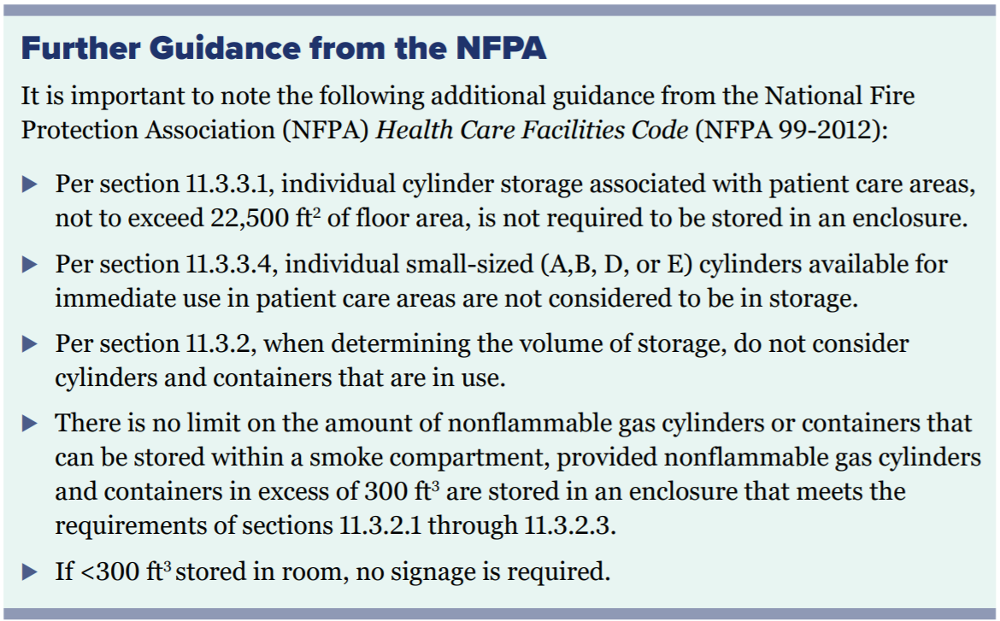 Further Guidance from the NFPA
It is important to note the following additional guidance from the National Fire
Protection Association (NFPA) Health Care Facilities Code (NFPA 99-2012):
▶ Per section 11.3.3.1, individual cylinder storage associated with patient care areas,
not to exceed 22,500 ft² of floor area, is not required to be stored in an enclosure.
▶ Per section 11.3.3.4, individual small-sized (A,B, D, or E) cylinders available for
immediate use in patient care areas are not considered to be in storage.
▶ Per section 11.3.2, when determining the volume of storage, do not consider
cylinders and containers that are in use.
▶ There is no limit on the amount of nonflammable gas cylinders or containers that
can be stored within a smoke compartment, provided nonflammable gas cylinders
and containers in excess of 300 ft³ are stored in an enclosure that meets the
requirements of sections 11.3.2.1 through 11.3.2.3.
▶ If <300 ft³ stored in room, no signage is required.